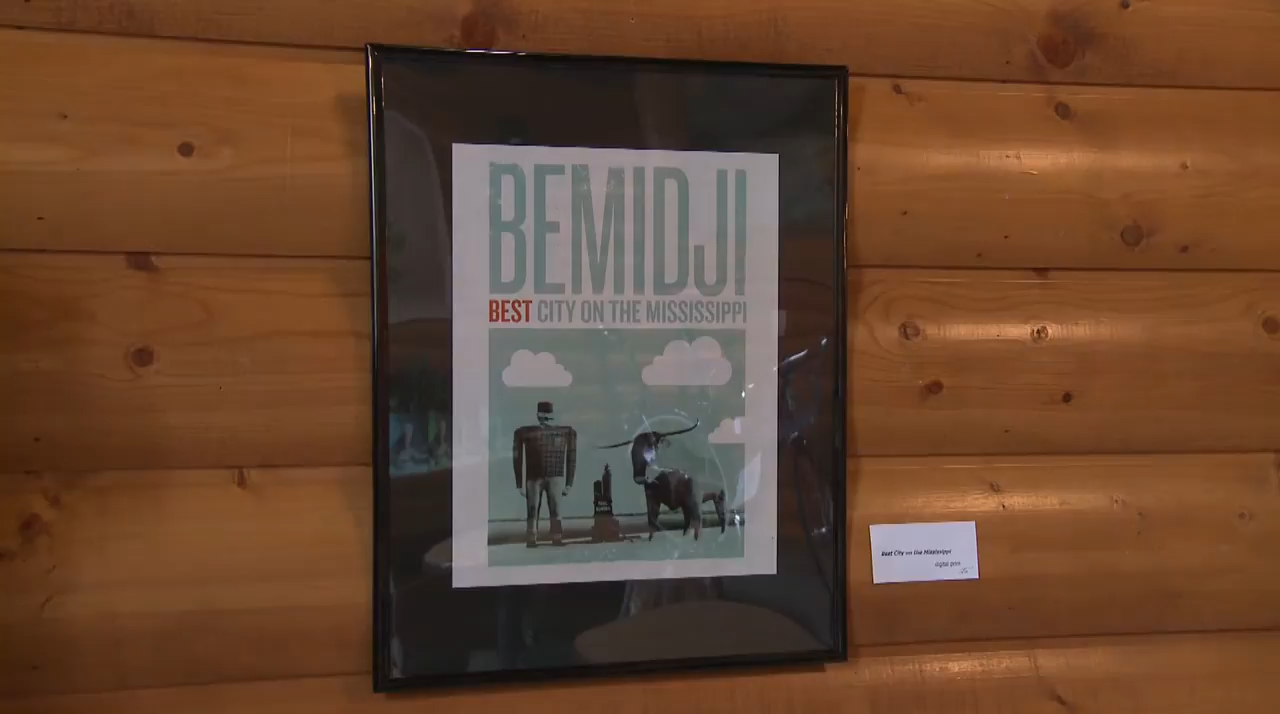 BEMIDJI
BEST CITY ON THE MISSISSIPPI
Best City on the Mississippi
digital print